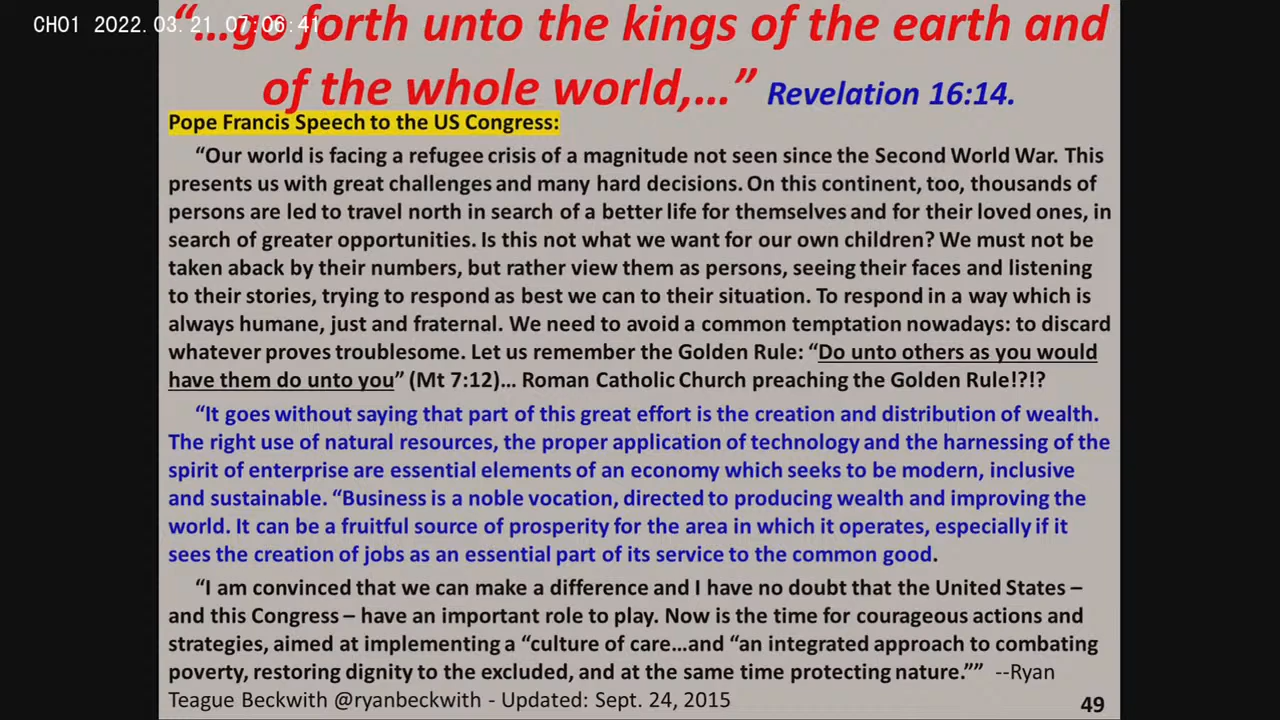 CH01 2022.03.21 07:06:41
“…go forth unto the kings of the earth and
of the whole world,…” Revelation 16:14.
Pope Francis Speech to the US Congress:
“Our world is facing a refugee crisis of a magnitude not seen since the Second World War. This
presents us with great challenges and many hard decisions. On this continent, too, thousands of
persons are led to travel north in search of a better life for themselves and for their loved ones, in
search of greater opportunities. Is this not what we want for our own children? We must not be
taken aback by their numbers, but rather view them as persons, seeing their faces and listening
to their stories, trying to respond as best we can to their situation. To respond in a way which is
always humane, just and fraternal. We need to avoid a common temptation nowadays: to discard
whatever proves troublesome. Let us remember the Golden Rule: “Do unto others as you would
have them do unto you” (Mt 7:12)… Roman Catholic Church preaching the Golden Rule!?!?
“It goes without saying that part of this great effort is the creation and distribution of wealth.
The right use of natural resources, the proper application of technology and the harnessing of the
spirit of enterprise are essential elements of an economy which seeks to be modern, inclusive
and sustainable. “Business is a noble vocation, directed to producing wealth and improving the
world. It can be a fruitful source of prosperity for the area in which it operates, especially if it
sees the creation of jobs as an essential part of its service to the common good.
“I am convinced that we can make a difference and I have no doubt that the United States –
and this Congress – have an important role to play. Now is the time for courageous actions and
strategies, aimed at implementing a “culture of care…and “an integrated approach to combating
poverty, restoring dignity to the excluded, and at the same time protecting nature.”” --Ryan
Teague Beckwith @ryanbeckwith - Updated: Sept. 24, 2015
49